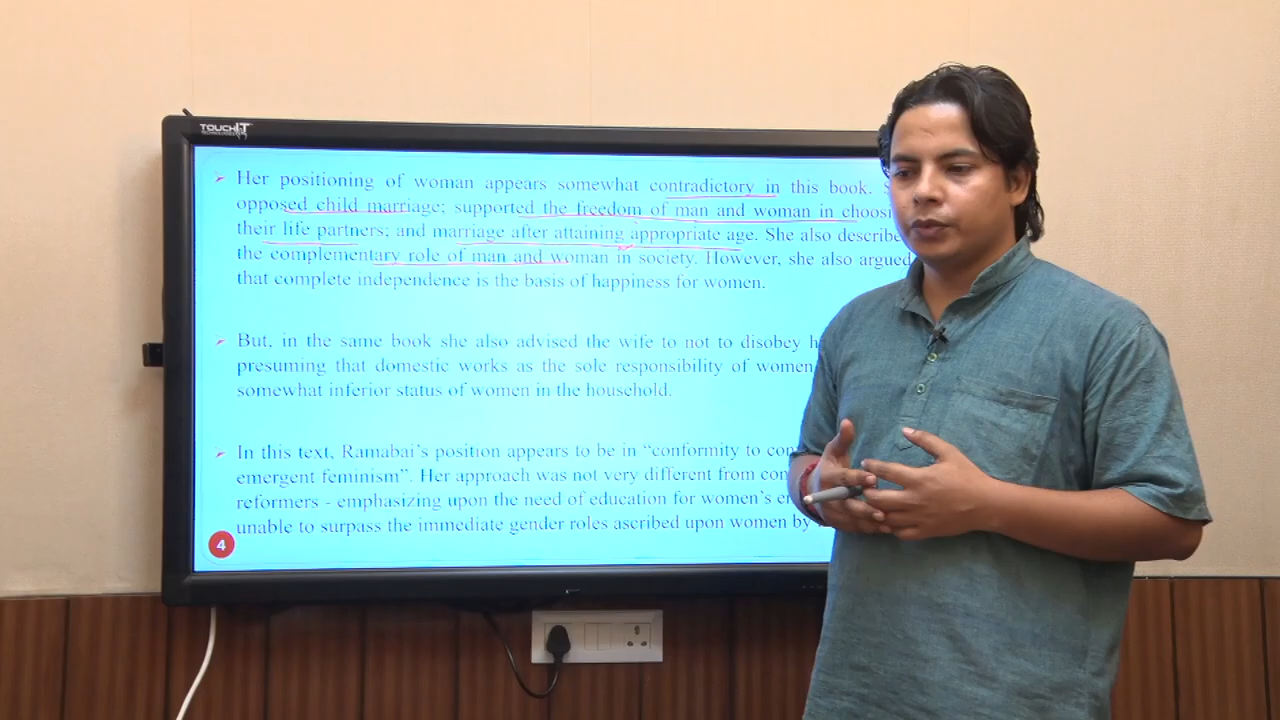 TOUCHIT
TECHNOLOGIES
Her positioning of woman appears somewhat contradictory in this book.
opposed child marriage; supported the freedom of man and woman in
their life partners; and marriage after attaining appropriate age. She also
the complementary role of man and woman in society. However, she also argued
that complete independence is the basis of happiness for women.
But, in the same book she also advised the wife to not to disobey
presuming that domestic works as the sole responsibility of women
somewhat inferior status of women in the household.
In this text, Ramabai's position appears to be in "conformity to
emergent feminism". Her approach was not very different from
reformers - emphasizing upon the need of education for women's
unable to surpass the immediate gender roles ascribed upon women by
4